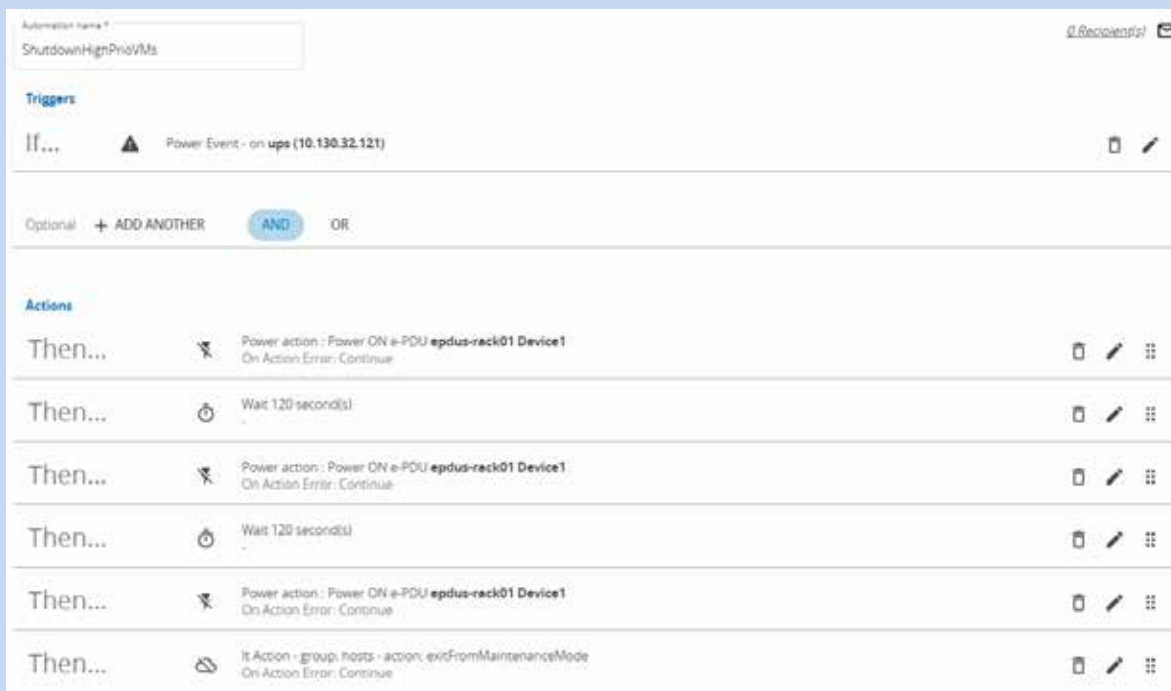 Automation name *
ShutdownHighPrioVMs
0 Recipient(s)
Triggers
If...
Power Event - on ups (10.130.32.121)
Optional + ADD ANOTHER AND OR
Actions
Then...
Power action : Power ON e-PDU epdus-rack01 Device1
On Action Error: Continue
Then...
Wait 120 second(s)
-
Then...
Power action : Power ON e-PDU epdus-rack01 Device1
On Action Error: Continue
Then...
Wait 120 second(s)
-
Then...
Power action : Power ON e-PDU epdus-rack01 Device1
On Action Error: Continue
Then...
It Action - group: hosts - action: exitFromMaintenanceMode
On Action Error: Continue